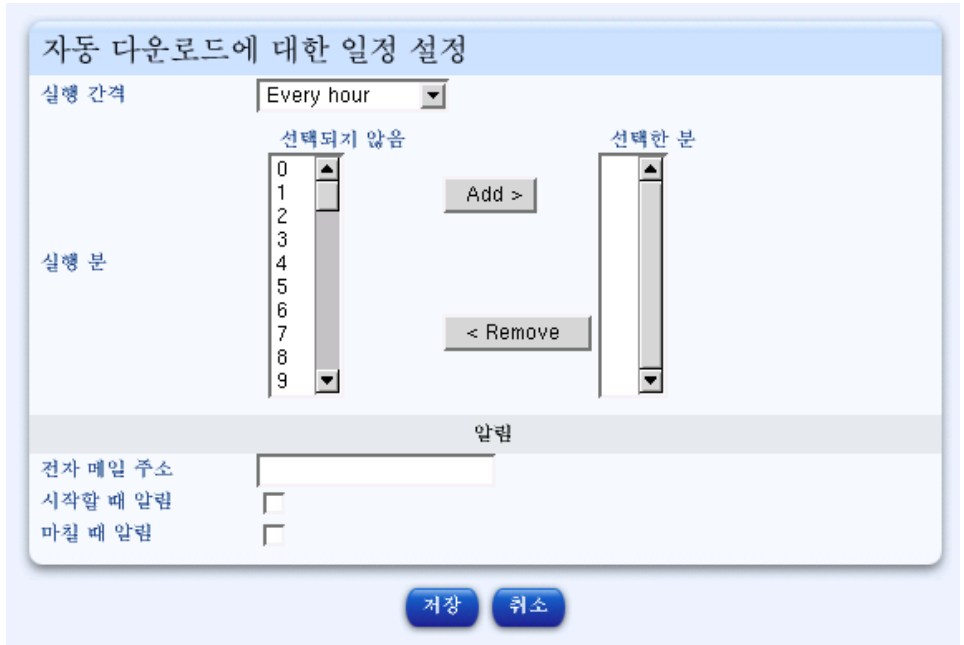 자동 다운로드에 대한 일정 설정
실행 간격 Every hour
선택되지 않음 선택한 분
실행 분
0
1
2
3
4
5
6
7
8
9
Add >
< Remove
알림
전자 메일 주소
시작할 때 알림
마칠 때 알림
저장 취소